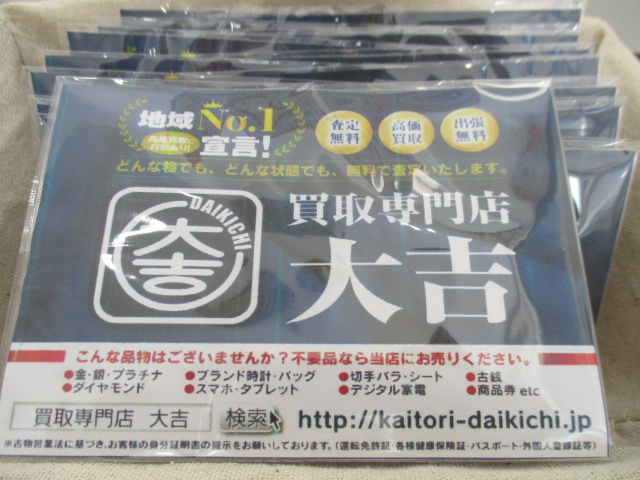 地域No.1
宣言!
高価買取に
自信あり!!
査定
無料
高価
買取
出張
無料
どんな物でも、どんな状態でも、無料で査定いたします。
DAIKICHI
大吉
買取専門店
大吉
こんな品物はございませんか?不要品なら当店にお売りください。
●金・銀・プラチナ ●ブランド時計・バッグ ●切手バラ・シート ●古銭
●ダイヤモンド ●スマホ・タブレット ●デジタル家電 ●商品券 etc
買取専門店 大吉 検索 http://kaitori-daikichi.jp
※古物営業法に基づき、お客様の身分証明書の提示をお願いしております。(運転免許証・各種健康保険証・パスポート・外国人登録証等)